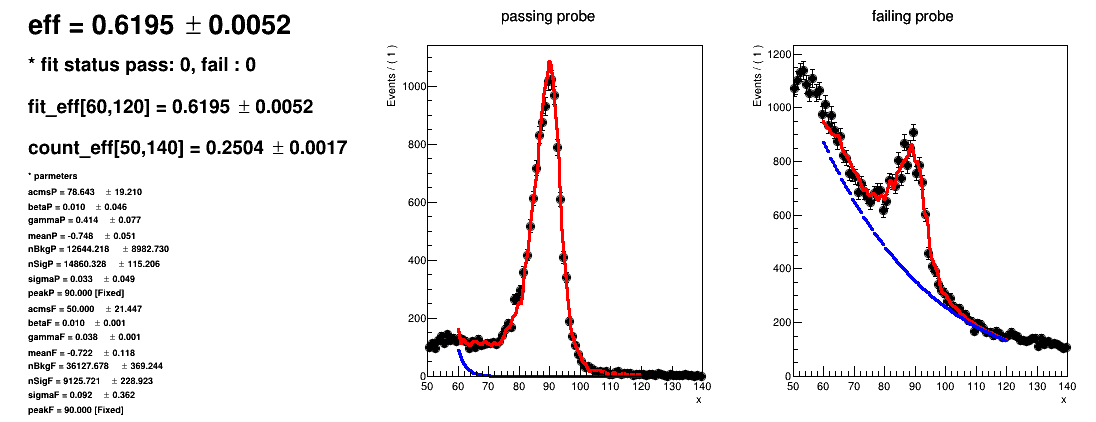 eff = 0.6195 ± 0.0052
* fit status pass: 0, fail : 0
fit_eff[60,120] = 0.6195 ± 0.0052
count_eff[50,140] = 0.2504 ± 0.0017
* parmeters
acmsP = 78.643 ± 19.210
betaP = 0.010 ± 0.046
gammaP = 0.414 ± 0.077
meanP = -0.748 ± 0.051
nBkgP = 12644.218 ± 8982.730
nSigP = 14860.328 ± 115.206
sigmaP = 0.033 ± 0.049
peakP = 90.000 [Fixed]
acmsF = 50.000 ± 21.447
betaF = 0.010 ± 0.001
gammaF = 0.038 ± 0.001
meanF = -0.722 ± 0.118
nBkgF = 36127.678 ± 369.244
nSigF = 9125.721 ± 228.923
sigmaF = 0.092 ± 0.362
peakF = 90.000 [Fixed]
passing probe
Events / ( 1 )
1000
800
600
400
200
0
50 60 70 80 90 100 110 120 130 140
x
failing probe
Events / ( 1 )
1200
1000
800
600
400
200
0
50 60 70 80 90 100 110 120 130 140
x